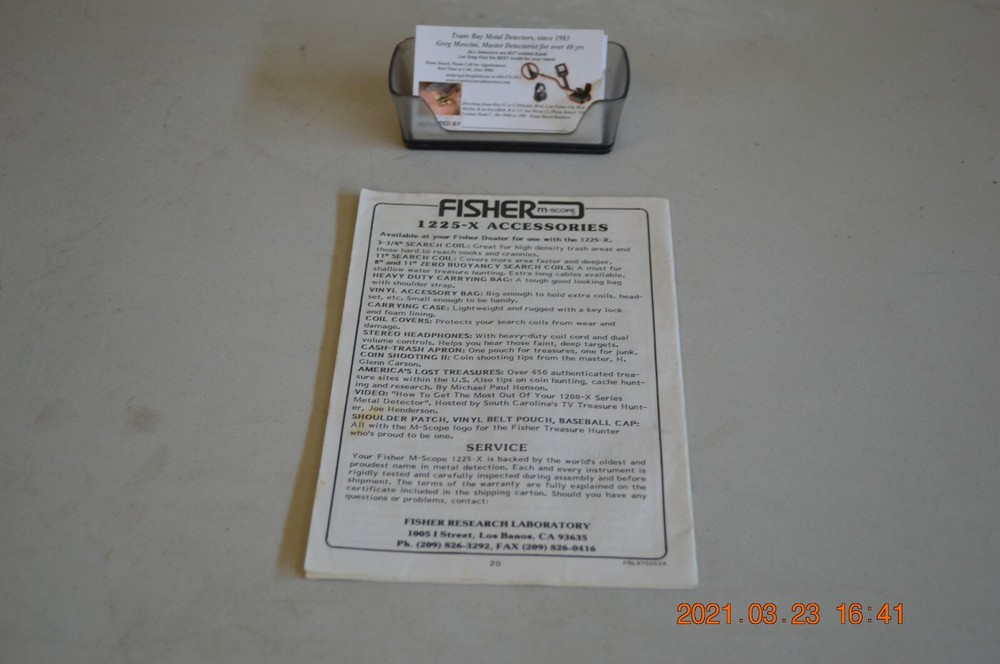 Trans Bay Metal Detectors, since 1983
Greg Moscini, Master Detectorist for over 40 yrs
ALL Detectors are NOT created Equal
Let Greg Find the BEST model for your needs
FISHER M-SCOPE
1225-X ACCESSORIES
Available at your Fisher Dealer for use with the 1225-X.
3-3/4" SEARCH COIL: Great for high density trash areas and
those hard to reach nooks and crannies.
11" SEARCH COIL: Covers more area faster and deeper.
8" and 11" ZERO BUOYANCY SEARCH COILS: A must for
shallow water treasure hunting. Extra long cables available.
HEAVY DUTY CARRYING BAG: A tough good looking bag
with shoulder strap.
VINYL ACCESSORY BAG: Big enough to hold extra coils, head-
set, etc. Small enough to be handy.
CARRYING CASE: Lightweight and rugged with a key lock
and foam lining.
COIL COVERS: Protects your search coils from wear and
damage.
STEREO HEADPHONES: With heavy-duty coil cord and dual
volume controls. Helps you hear those faint, deep targets.
CASH-TRASH APRON: One pouch for treasures, one for junk.
COIN SHOOTING II: Coin shooting tips from the master, H.
Glenn Carson.
AMERICA'S LOST TREASURES: Over 650 authenticated trea-
sure sites within the U.S. Also tips on coin hunting, cache hunt-
ing and research. By Michael Paul Henson.
VIDEO: "How To Get The Most Out Of Your 1200-X Series
Metal Detector". Hosted by South Carolina's TV Treasure Hunt-
er, Joe Henderson.
SHOULDER PATCH, VINYL BELT POUCH, BASEBALL CAP:
All with the M-Scope logo for the Fisher Treasure Hunter
who's proud to be one.
SERVICE
Your Fisher M-Scope 1225-X is backed by the world's oldest and
proudest name in metal detection. Each and every instrument is
rigidly tested and carefully inspected during assembly and before
shipment. The terms of the warranty are fully explained on the
certificate included in the shipping carton. Should you have any
questions or problems, contact:
FISHER RESEARCH LABORATORY
1005 I Street, Los Banos, CA 93635
Ph. (209) 826-3292, FAX (209) 826-0416
20
2021.03.23 16:41